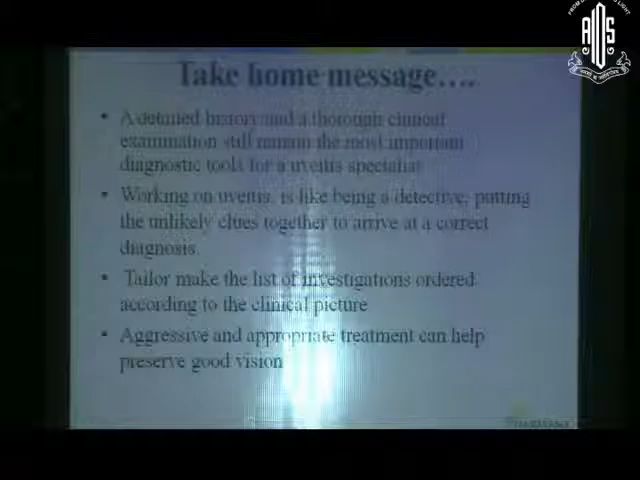 Take home message….
• A detailed history and a thorough clinical
examination still remain the most important
diagnostic tools for a uveitis specialist
• Working on uveitis, is like being a detective, putting
the unlikely clues together to arrive at a correct
diagnosis.
• Tailor make the list of investigations ordered
according to the clinical picture
• Aggressive and appropriate treatment can help
preserve good vision
AIOS